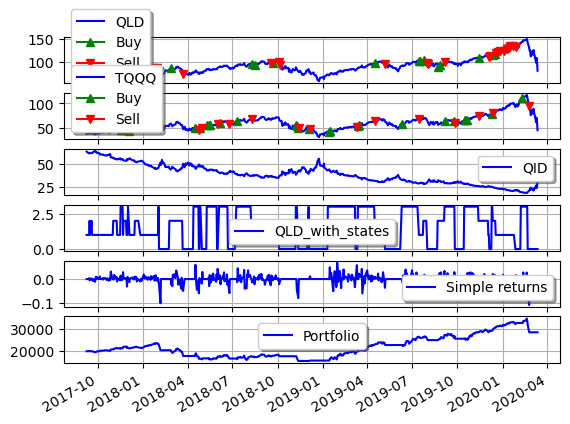 QLD
Buy
Sell
150
100
TQQQ
Buy
Sell
100
50
QID
50
25
QLD_with_states
2.5
0.0
Simple returns
0.0
−0.1
Portfolio
30000
20000
2017-10
2018-01
2018-04
2018-07
2018-10
2019-01
2019-04
2019-07
2019-10
2020-01
2020-04